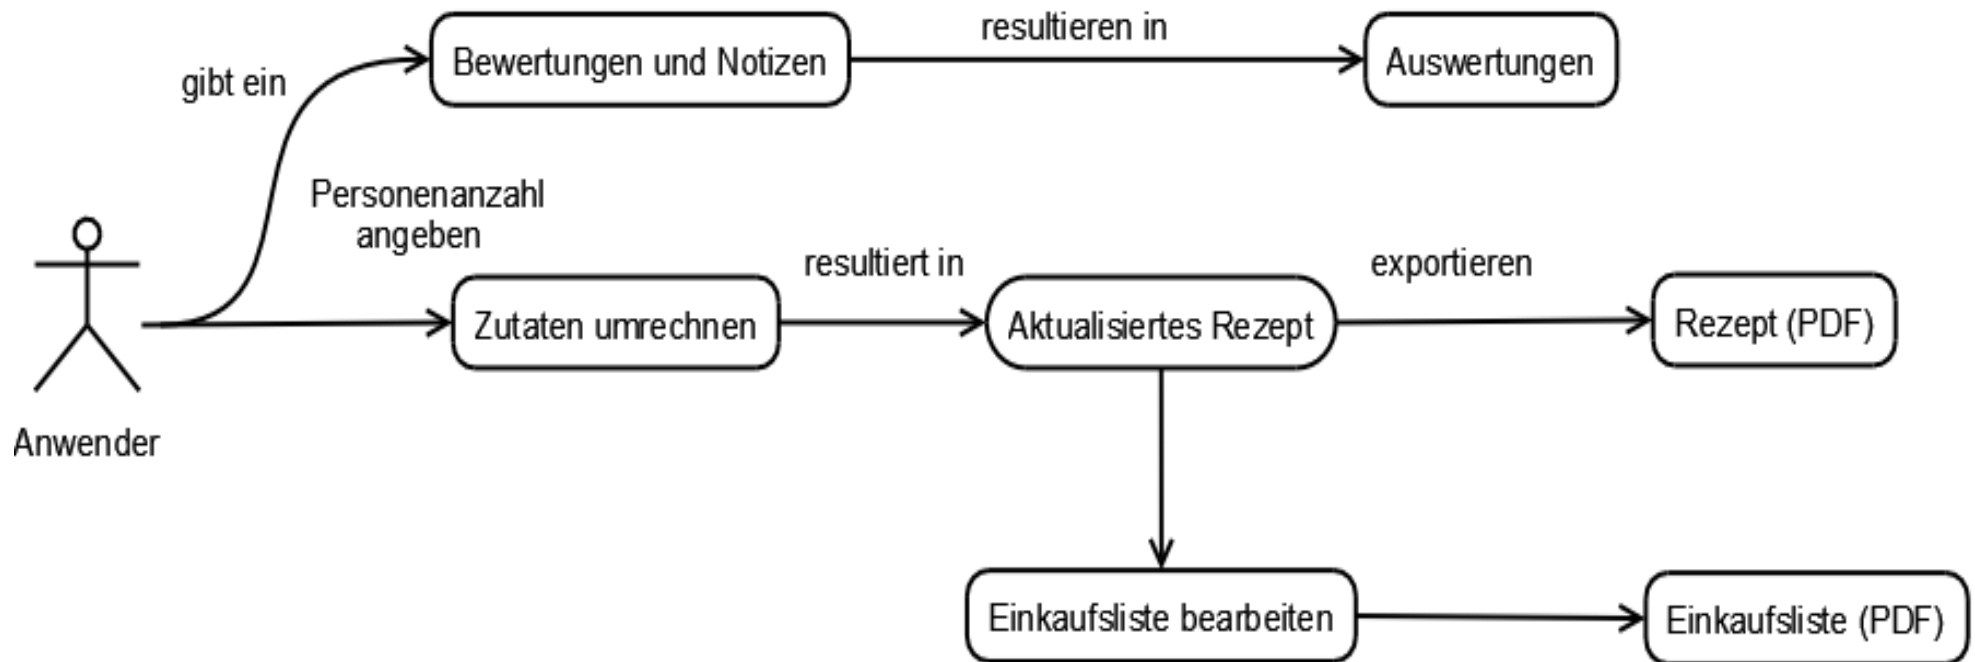 resultieren in
Bewertungen und Notizen
Auswertungen
gibt ein
Personenanzahl
angeben
resultiert in
exportieren
Zutaten umrechnen
Aktualisiertes Rezept
Rezept (PDF)
Anwender
Einkaufsliste bearbeiten
Einkaufsliste (PDF)